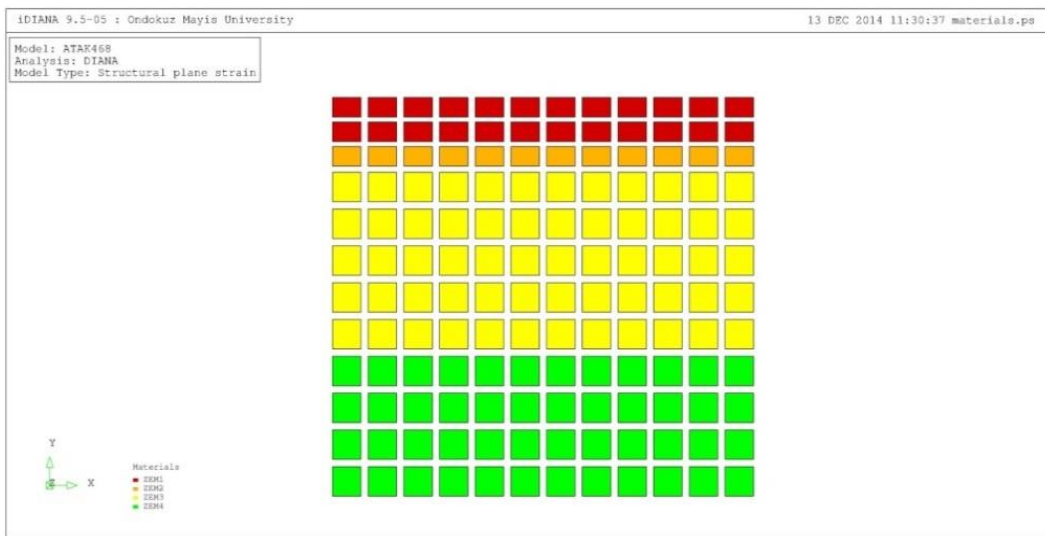 iDIANA 9.5-05 : Ondokuz Mayis University
13 DEC 2014 11:30:37 materials.ps
Model: ATAK468
Analysis: DIANA
Model Type: Structural plane strain
Y
Z
X
Materials
ZEM1
ZEM2
ZEM3
ZEM4